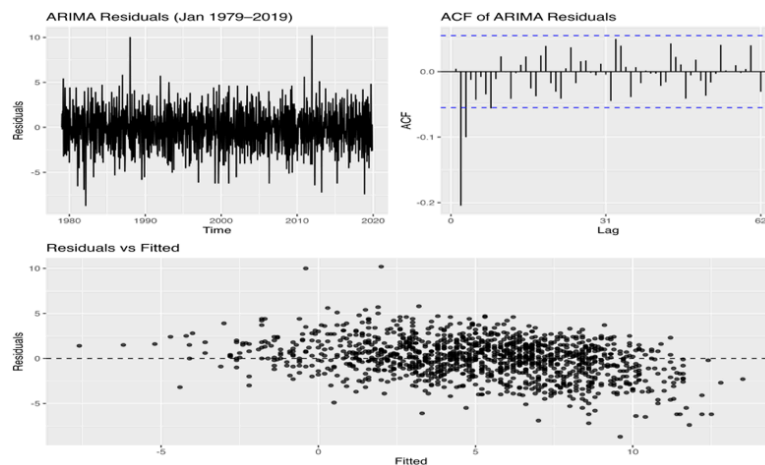 ARIMA Residuals (Jan 1979–2019)
10
5
0
-5
Residuals
1980
1990
2000
2010
2020
Time
ACF of ARIMA Residuals
0.0
-0.1
-0.2
ACF
0
31
62
Lag
Residuals vs Fitted
10
5
0
-5
Residuals
-5
0
5
10
Fitted